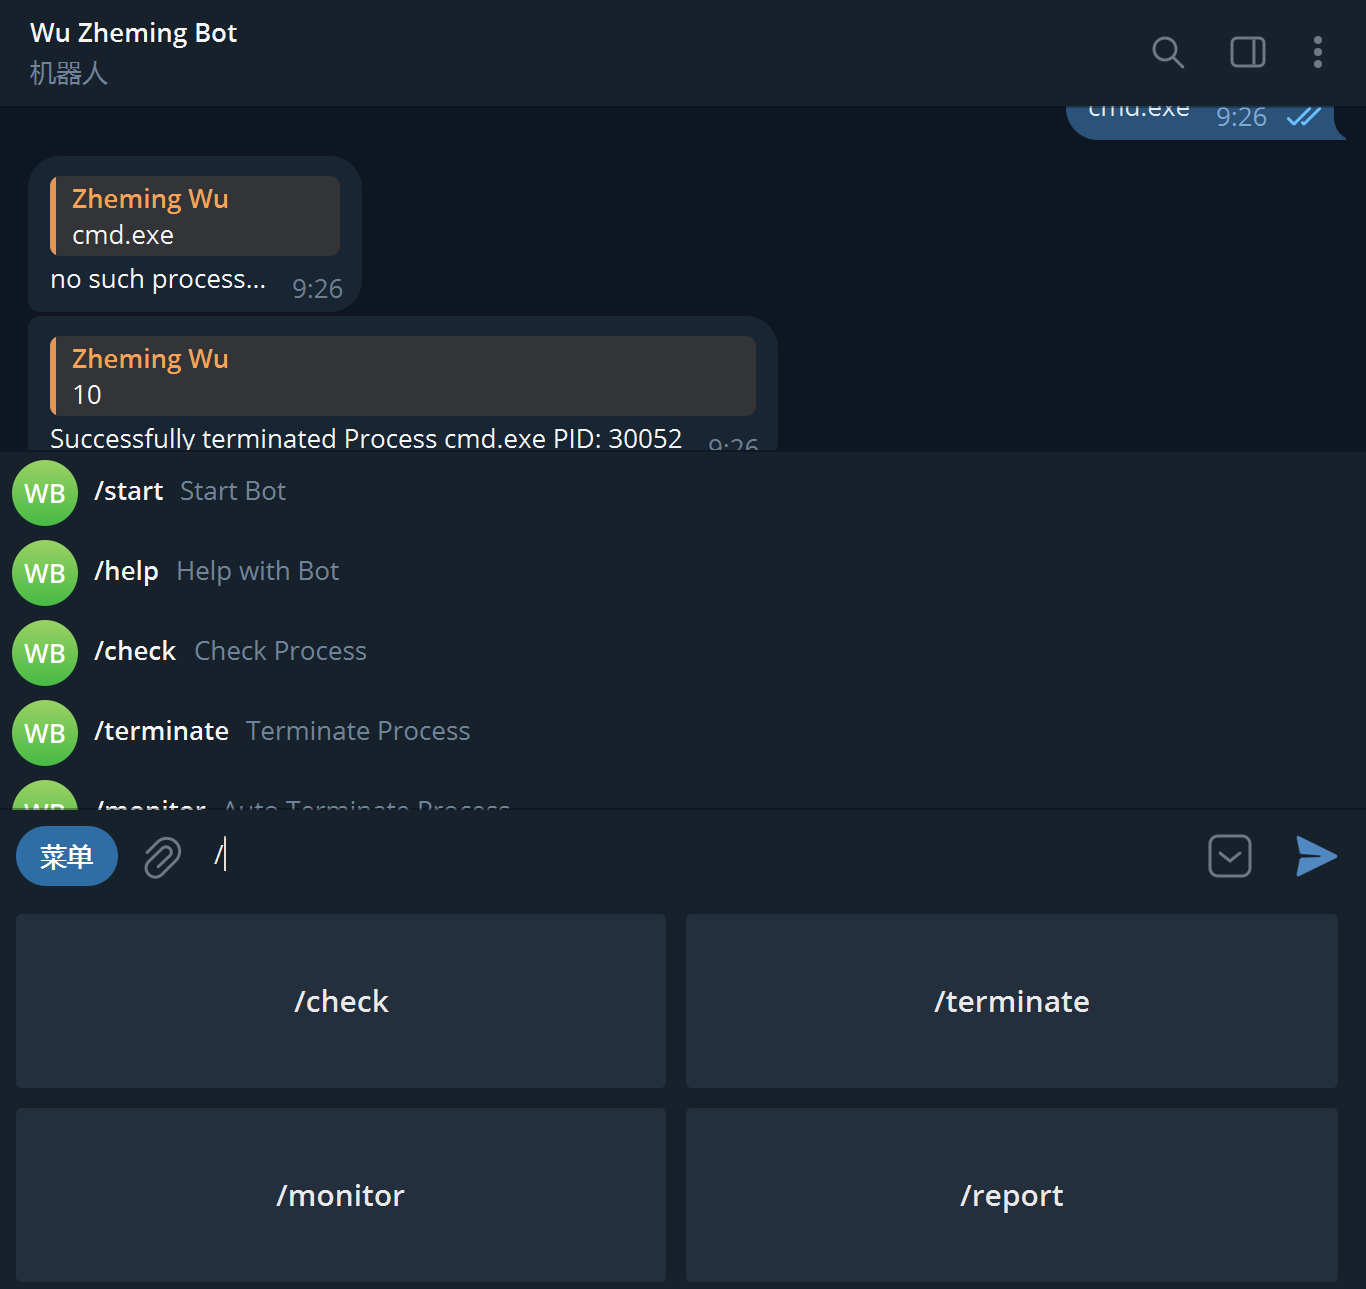 Wu Zheming Bot
机器人
cmd.exe 9:26
Zheming Wu
cmd.exe
no such process... 9:26
Zheming Wu
10
Successfully terminated Process cmd.exe PID: 30052 9:26
WB /start Start Bot
WB /help Help with Bot
WB /check Check Process
WB /terminate Terminate Process
WB /monitor Auto Terminate Process
菜单 /
/check /terminate
/monitor /report